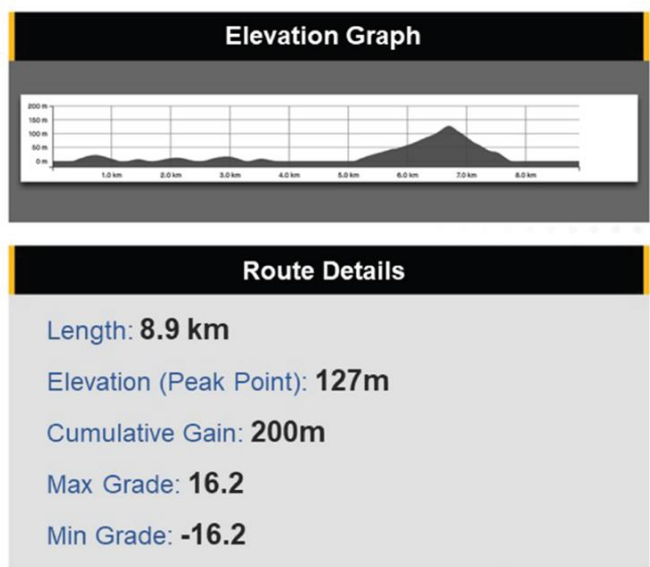 Elevation Graph
200 m
150 m
100 m
50 m
0 m
1.0 km 2.0 km 3.0 km 4.0 km 5.0 km 6.0 km 7.0 km 8.0 km
Route Details
Length: 8.9 km
Elevation (Peak Point): 127m
Cumulative Gain: 200m
Max Grade: 16.2
Min Grade: -16.2